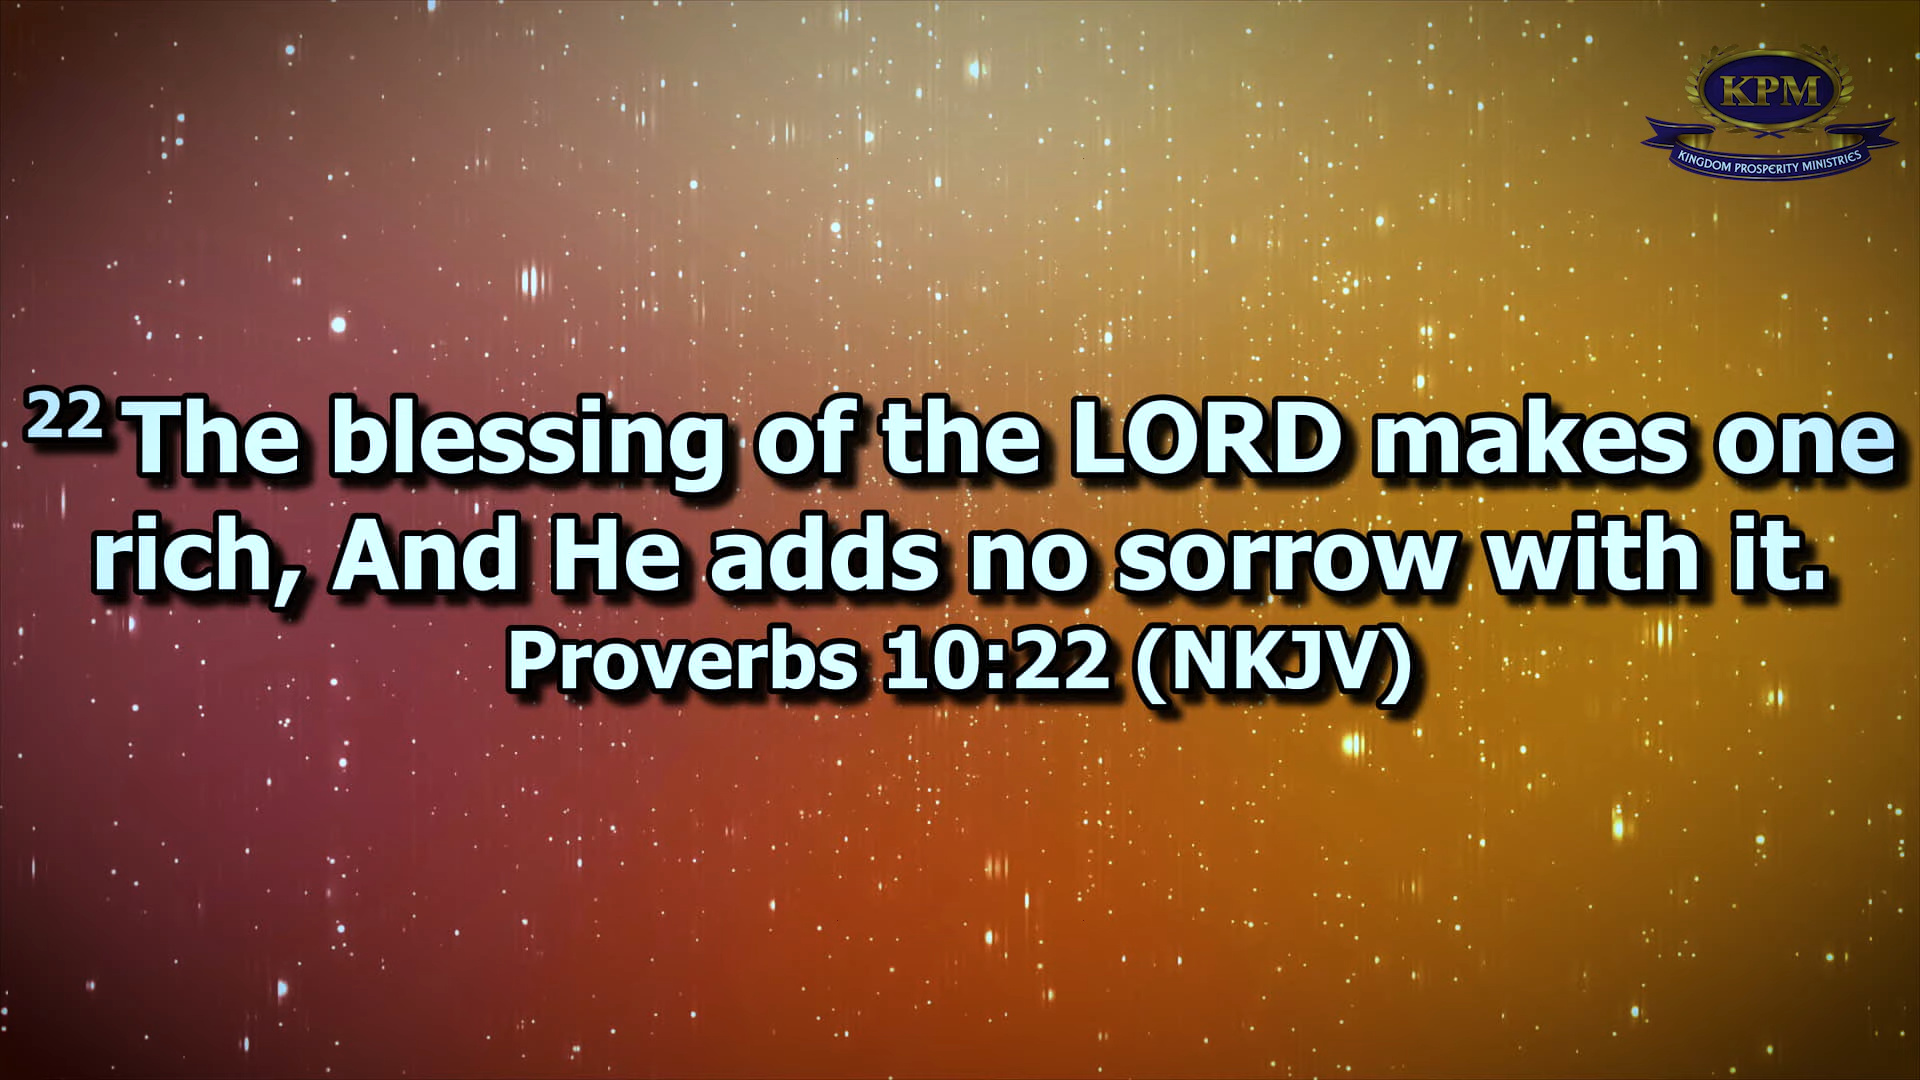 KPM
KINGDOM PROSPERITY MINISTRIES
22 The blessing of the LORD makes one
rich, And He adds no sorrow with it.
Proverbs 10:22 (NKJV)